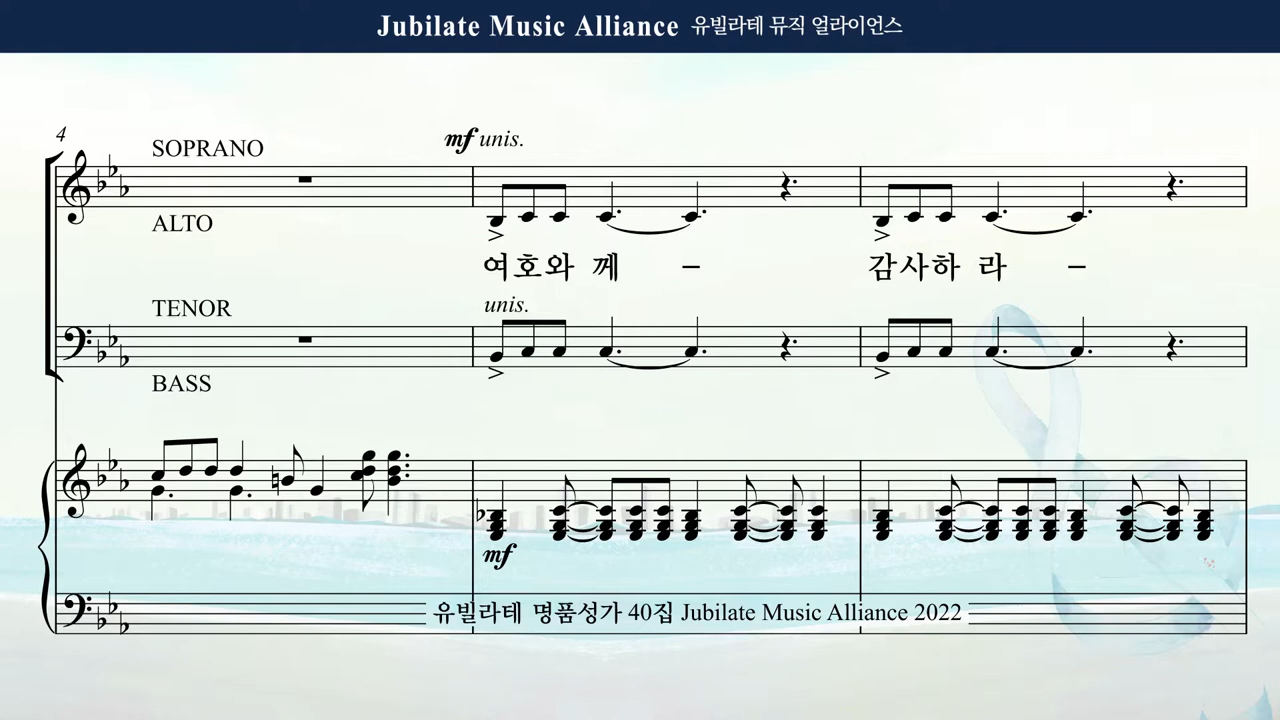 Jubilate Music Alliance 유빌라테 뮤직 얼라이언스
4
SOPRANO
mf unis.
ALTO
여호와 께 – 감사하 라 –
TENOR
unis.
BASS
mf
유빌라테 명품성가 40집 Jubilate Music Alliance 2022